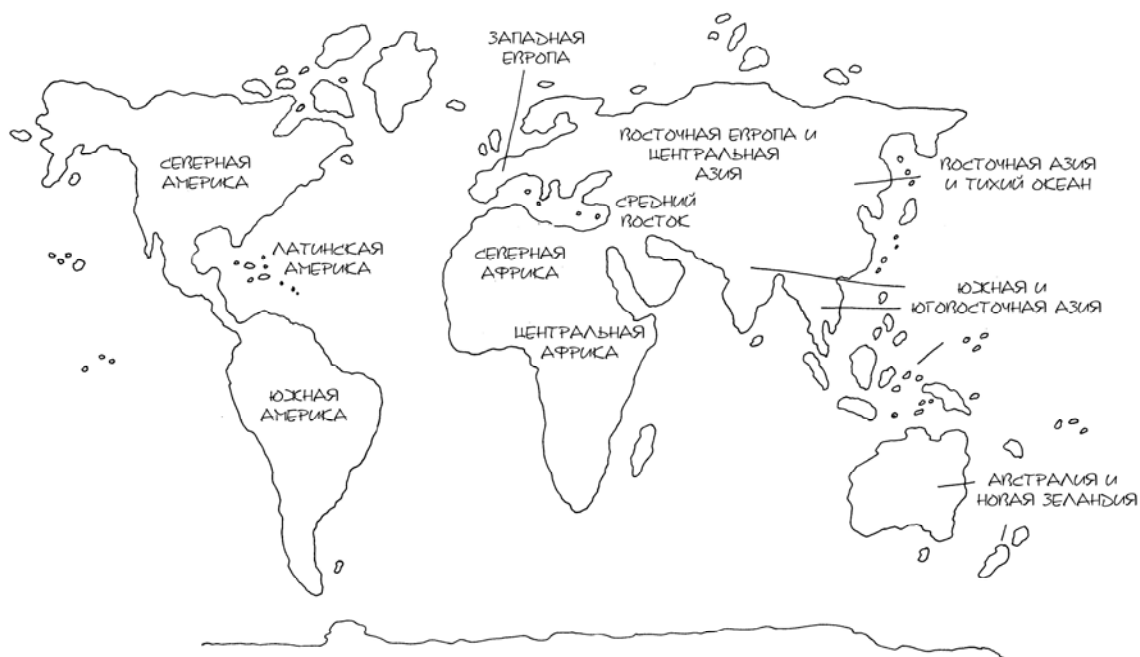 ЗАПАДНАЯ
ЕВРОПА
СЕВЕРНАЯ
АМЕРИКА
ВОСТОЧНАЯ ЕВРОПА И
ЦЕНТРАЛЬНАЯ
АЗИЯ
ВОСТОЧНАЯ АЗИЯ
И ТИХИЙ ОКЕАН
СРЕДНИЙ
ВОСТОК
ЛАТИНСКАЯ
АМЕРИКА
СЕВЕРНАЯ
АФРИКА
ЮЖНАЯ И
ЮГОВОСТОЧНАЯ АЗИЯ
ЦЕНТРАЛЬНАЯ
АФРИКА
ЮЖНАЯ
АМЕРИКА
АВСТРАЛИЯ И
НОВАЯ ЗЕЛАНДИЯ